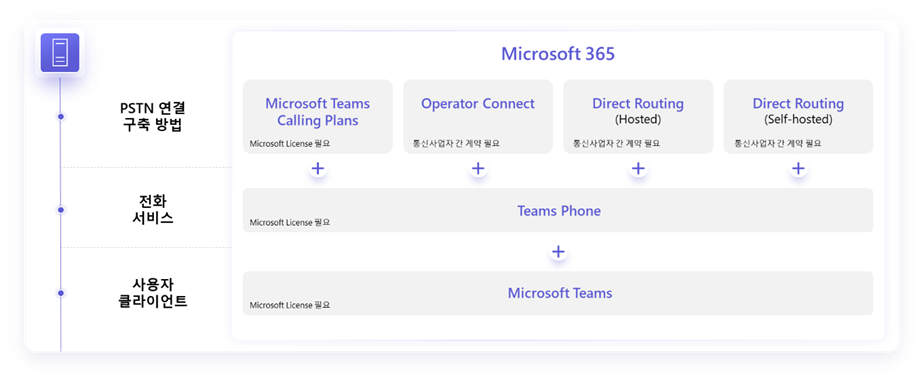 Microsoft 365
PSTN 연결
구축 방법
Microsoft Teams
Calling Plans
Microsoft License 필요
Operator Connect
통신사업자 간 계약 필요
Direct Routing
(Hosted)
통신사업자 간 계약 필요
Direct Routing
(Self-hosted)
통신사업자 간 계약 필요
+ + + +
전화
서비스
Teams Phone
Microsoft License 필요
+
사용자
클라이언트
Microsoft Teams
Microsoft License 필요